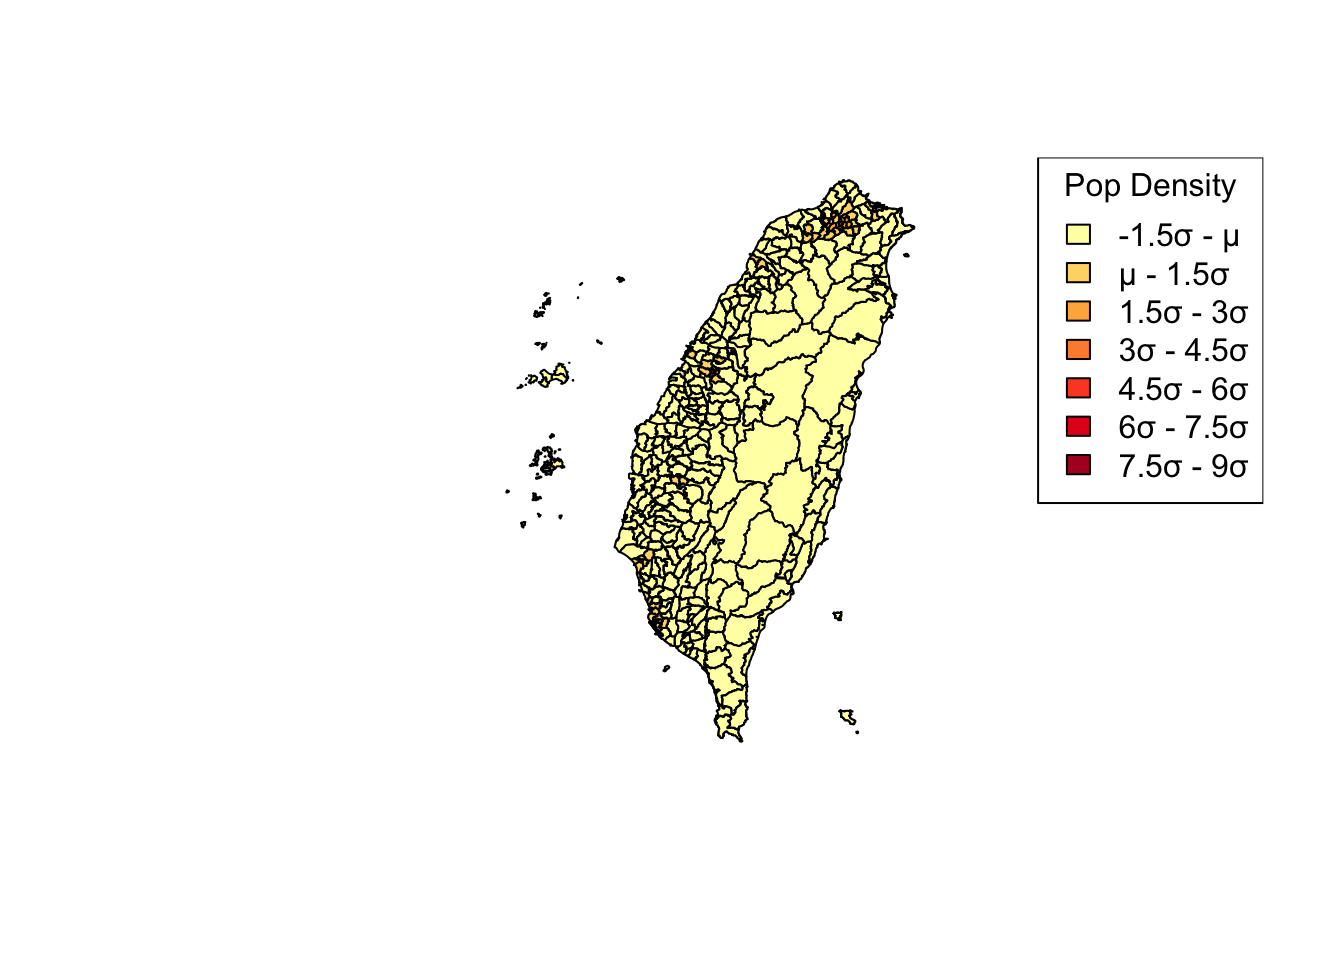 Pop Density
-1.5σ - μ
μ - 1.5σ
1.5σ - 3σ
3σ - 4.5σ
4.5σ - 6σ
6σ - 7.5σ
7.5σ - 9σ